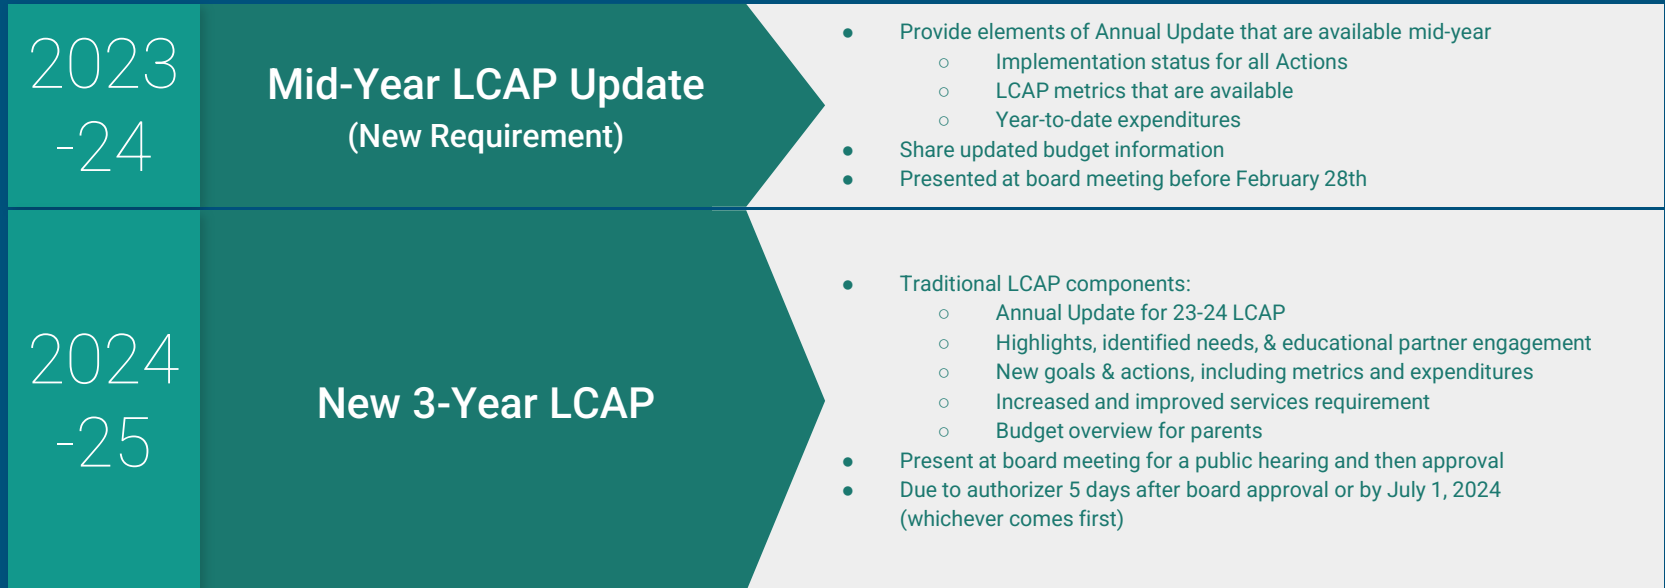 2023
-24
Mid-Year LCAP Update
(New Requirement)
● Provide elements of Annual Update that are available mid-year
○ Implementation status for all Actions
○ LCAP metrics that are available
○ Year-to-date expenditures
● Share updated budget information
● Presented at board meeting before February 28th
2024
-25
New 3-Year LCAP
● Traditional LCAP components:
○ Annual Update for 23-24 LCAP
○ Highlights, identified needs, & educational partner engagement
○ New goals & actions, including metrics and expenditures
○ Increased and improved services requirement
○ Budget overview for parents
● Present at board meeting for a public hearing and then approval
● Due to authorizer 5 days after board approval or by July 1, 2024
(whichever comes first)